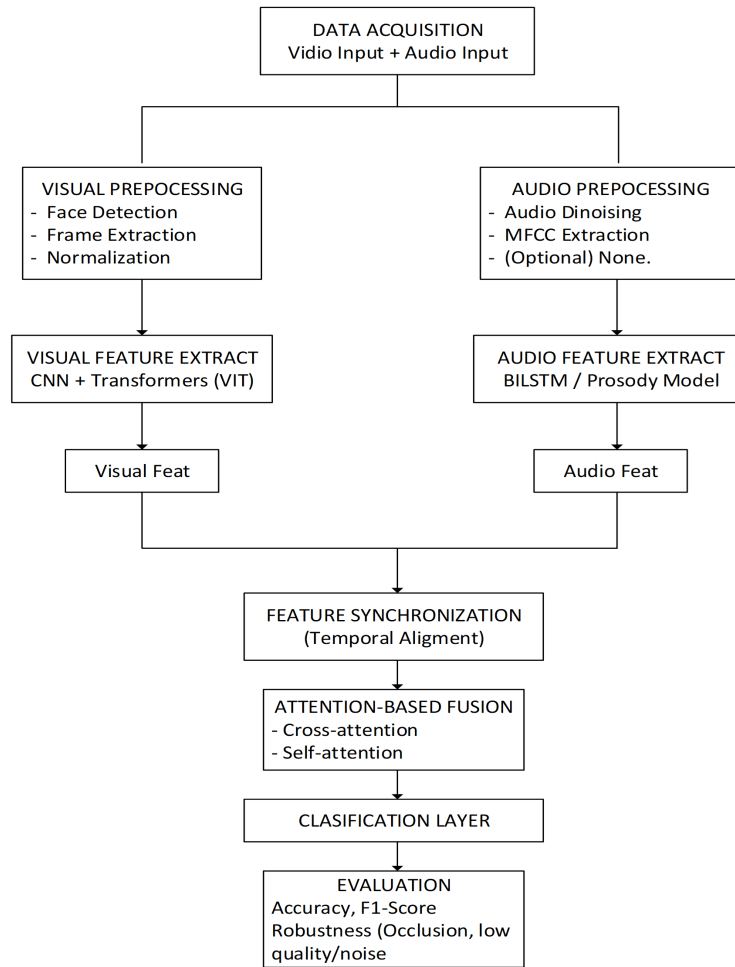 DATA ACQUISITION
Vidio Input + Audio Input
VISUAL PREPOCESSING
- Face Detection
- Frame Extraction
- Normalization
AUDIO PREPOCESSING
- Audio Dinoising
- MFCC Extraction
- (Optional) None.
VISUAL FEATURE EXTRACT
CNN + Transformers (VIT)
AUDIO FEATURE EXTRACT
BILSTM / Prosody Model
Visual Feat
Audio Feat
FEATURE SYNCHRONIZATION
(Temporal Aligment)
ATTENTION-BASED FUSION
- Cross-attention
- Self-attention
CLASIFICATION LAYER
EVALUATION
Accuracy, F1-Score
Robustness (Occlusion, low
quality/noise